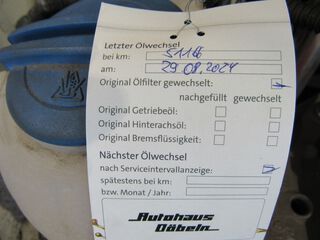 Letzter Ölwechsel
bei km:
am: 29.08.2024
Original Ölfilter gewechselt
nachgefüllt gewechselt
Original Getriebeöl:
Original Hinterachsöl:
Original Bremsflüssigkeit:
Nächster Ölwechsel
nach Serviceintervallanzeige:
spätestens bei km:
bzw. Monat / Jahr:
Autohaus
Döbeln